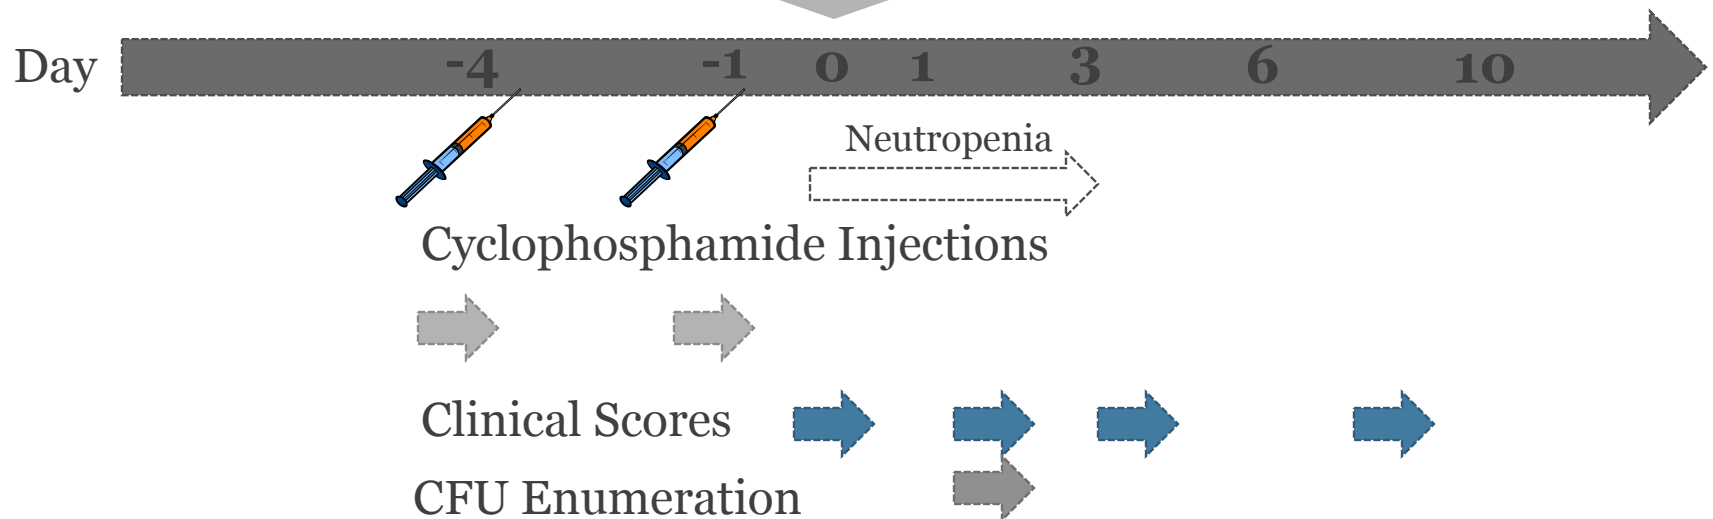 Day -4 -1 0 1 3 6 10
Neutropenia
Cyclophosphamide Injections
Clinical Scores
CFU Enumeration